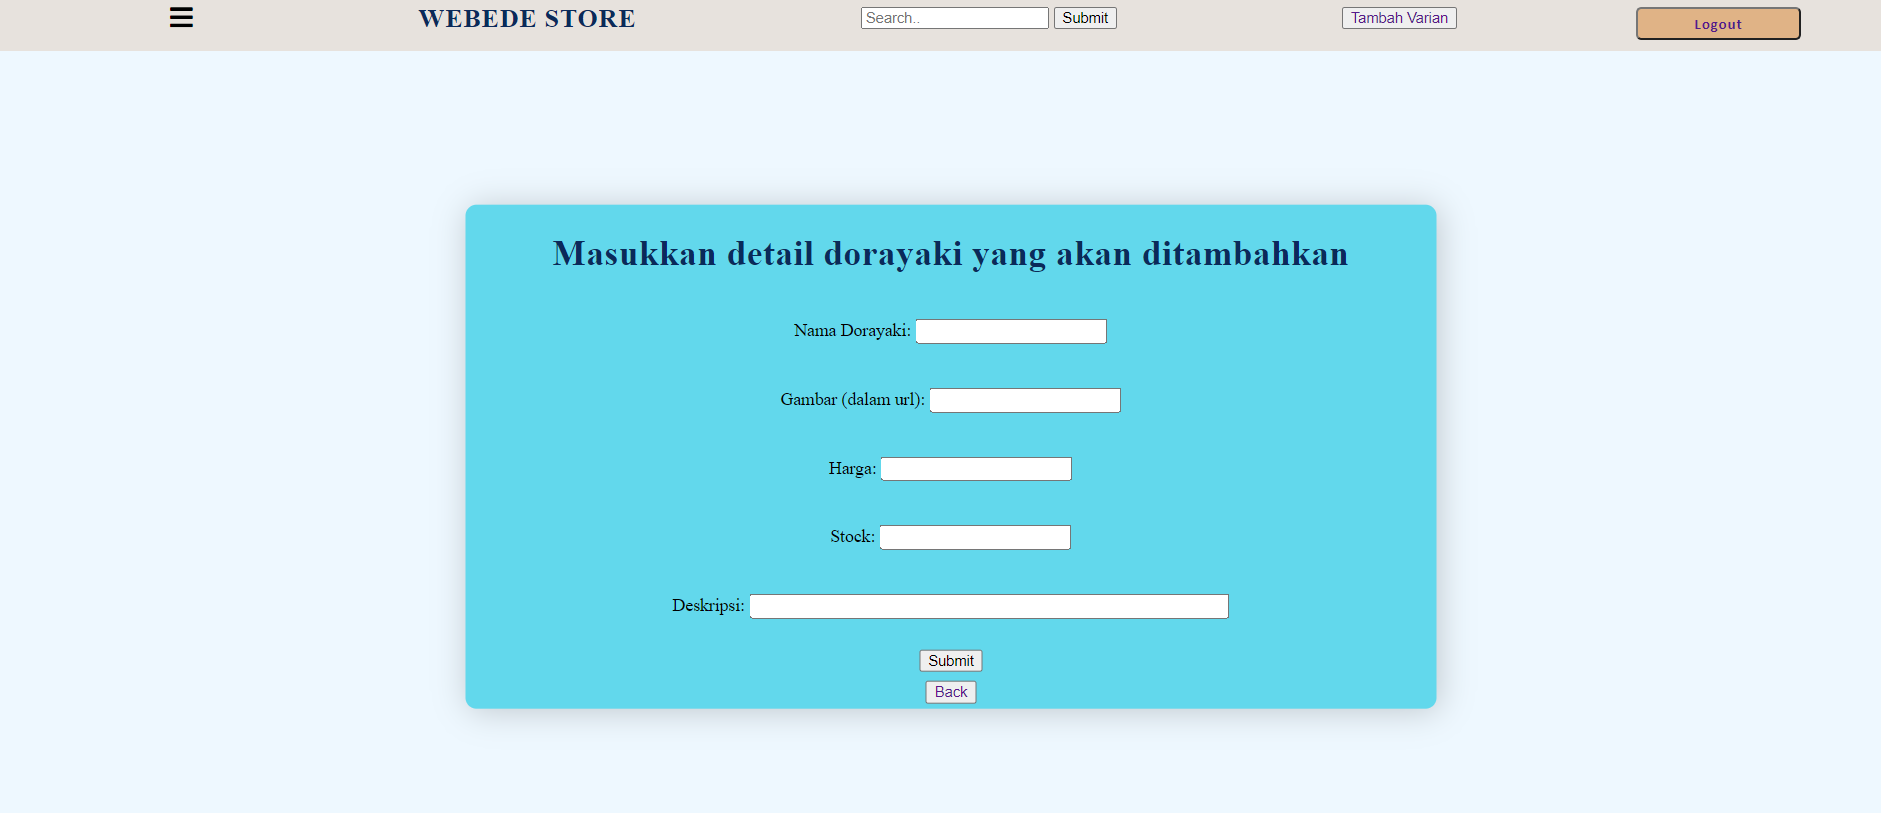 WEBEDE STORE Search.. Submit Tambah Varian Logout
Masukkan detail dorayaki yang akan ditambahkan
Nama Dorayaki:
Gambar (dalam url):
Harga:
Stock:
Deskripsi:
Submit
Back